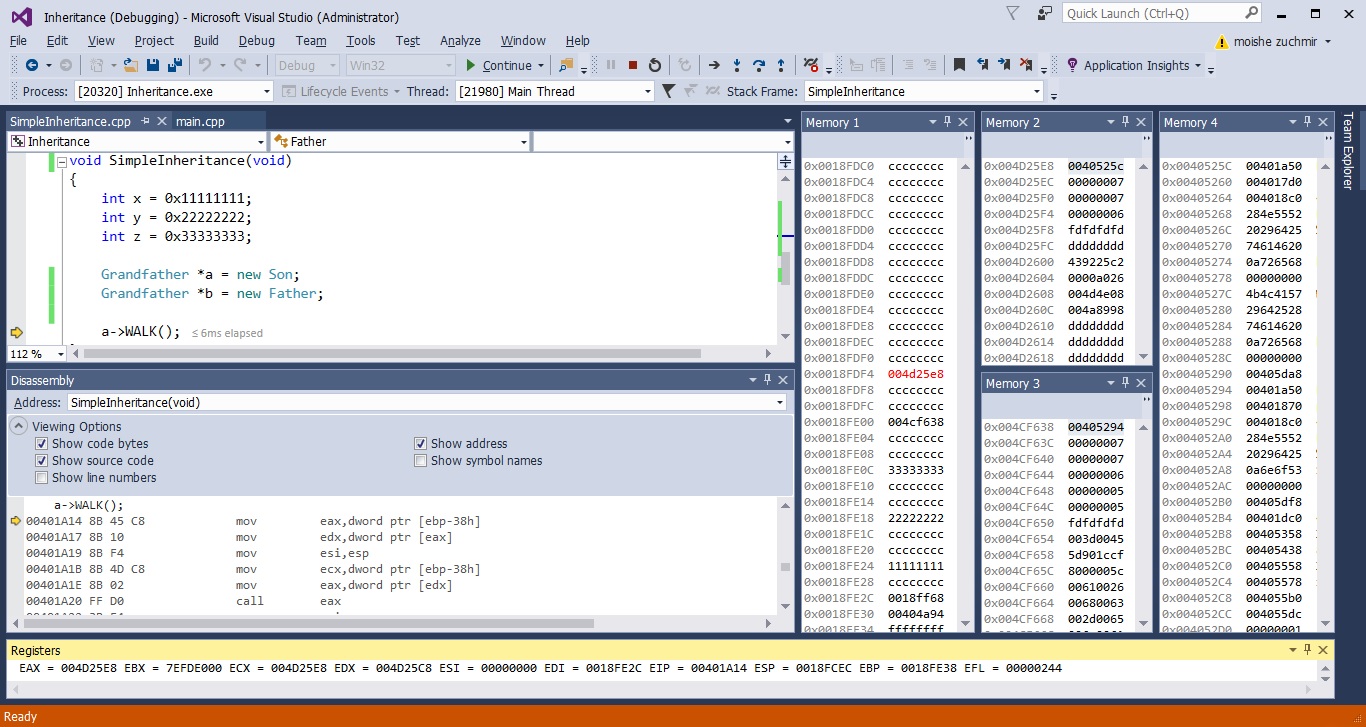 Inheritance (Debugging) - Microsoft Visual Studio (Administrator)
Quick Launch (Ctrl+Q)
File Edit View Project Build Debug Team Tools Test Analyze Window Help
moishe zuchmir
Debug Win32 Continue Application Insights
Process: [20320] Inheritance.exe Lifecycle Events Theread: [21980] Main Thread Stack Frame: SimpleInheritance
SimpleInheritance.cpp main.cpp
Inheritance Father
void SimpleInheritance(void)
{
int x = 0x11111111;
int y = 0x22222222;
int z = 0x33333333;
Grandfather *a = new Son;
Grandfather *b = new Father;
a->WALK(); ≤ 6ms elapsed
112 %
Disassembly
Address: SimpleInheritance(void)
Viewing Options
Show code bytes Show address
Show source code Show symbol names
Show line numbers
a->WALK();
00401A14 8B 45 C8 mov eax,dword ptr [ebp-38h]
00401A17 8B 10 mov edx,dword ptr [eax]
00401A19 8B F4 mov esi,esp
00401A1B 8B 4D C8 mov ecx,dword ptr [ebp-38h]
00401A1E 8B 02 mov eax,dword ptr [edx]
00401A20 FF D0 call eax
Memory 1
0x0018FDC0 cccccccc
0x0018FDC4 cccccccc
0x0018FDC8 cccccccc
0x0018FDCC cccccccc
0x0018FDD0 cccccccc
0x0018FDD4 cccccccc
0x0018FDD8 cccccccc
0x0018FDDC cccccccc
0x0018FDE0 cccccccc
0x0018FDE4 cccccccc
0x0018FDE8 cccccccc
0x0018FDEC cccccccc
0x0018FDF0 cccccccc
0x0018FDF4 004d25e8
0x0018FDF8 cccccccc
0x0018FDFC cccccccc
0x0018FE00 004cf638
0x0018FE04 cccccccc
0x0018FE08 cccccccc
0x0018FE0C 33333333
0x0018FE10 cccccccc
0x0018FE14 cccccccc
0x0018FE18 22222222
0x0018FE1C cccccccc
0x0018FE20 cccccccc
0x0018FE24 11111111
0x0018FE28 cccccccc
0x0018FE2C 0018ff68
0x0018FE30 00404a94
0x0018FE34 ffffffff
Memory 2
0x004D25E8 0040525c
0x004D25EC 00000007
0x004D25F0 00000007
0x004D25F4 00000006
0x004D25F8 fdfdfdfd
0x004D25FC dddddddd
0x004D2600 439225c2
0x004D2604 0000a026
0x004D2608 004d4e08
0x004D260C 004a8998
0x004D2610 dddddddd
0x004D2614 dddddddd
0x004D2618 dddddddd
Memory 3
0x004CF638 00405294
0x004CF63C 00000007
0x004CF640 00000007
0x004CF644 00000006
0x004CF648 00000005
0x004CF64C 00000005
0x004CF650 fdfdfdfd
0x004CF654 003d0045
0x004CF658 5d901ccf
0x004CF65C 8000005c
0x004CF660 00610026
0x004CF664 00680063
0x004CF668 002d0065
Memory 4
0x0040525C 00401a50
0x00405260 004017d0
0x00405264 004018c0
0x00405268 284e5552
0x0040526C 20296425
0x00405270 74614620
0x00405274 0a726568
0x00405278 00000000
0x0040527C 4b4c4157
0x00405280 29642528
0x00405284 74614620
0x00405288 0a726568
0x0040528C 00000000
0x00405290 00405da8
0x00405294 00401a50
0x00405298 00401870
0x0040529C 004018c0
0x004052A0 284e5552
0x004052A4 20296425
0x004052A8 0a6e6f53
0x004052AC 00000000
0x004052B0 00405df8
0x004052B4 00401dc0
0x004052B8 00405358
0x004052BC 00405438
0x004052C0 00405558
0x004052C4 00405578
0x004052C8 004055b0
0x004052CC 004055dc
0x004052D0 00000001
Team Explorer
Registers
EAX = 004D25E8 EBX = 7EFDE000 ECX = 004D25E8 EDX = 004D25C8 ESI = 00000000 EDI = 0018FE2C EIP = 00401A14 ESP = 0018FCEC EBP = 0018FE38 EFL = 00000244
Ready